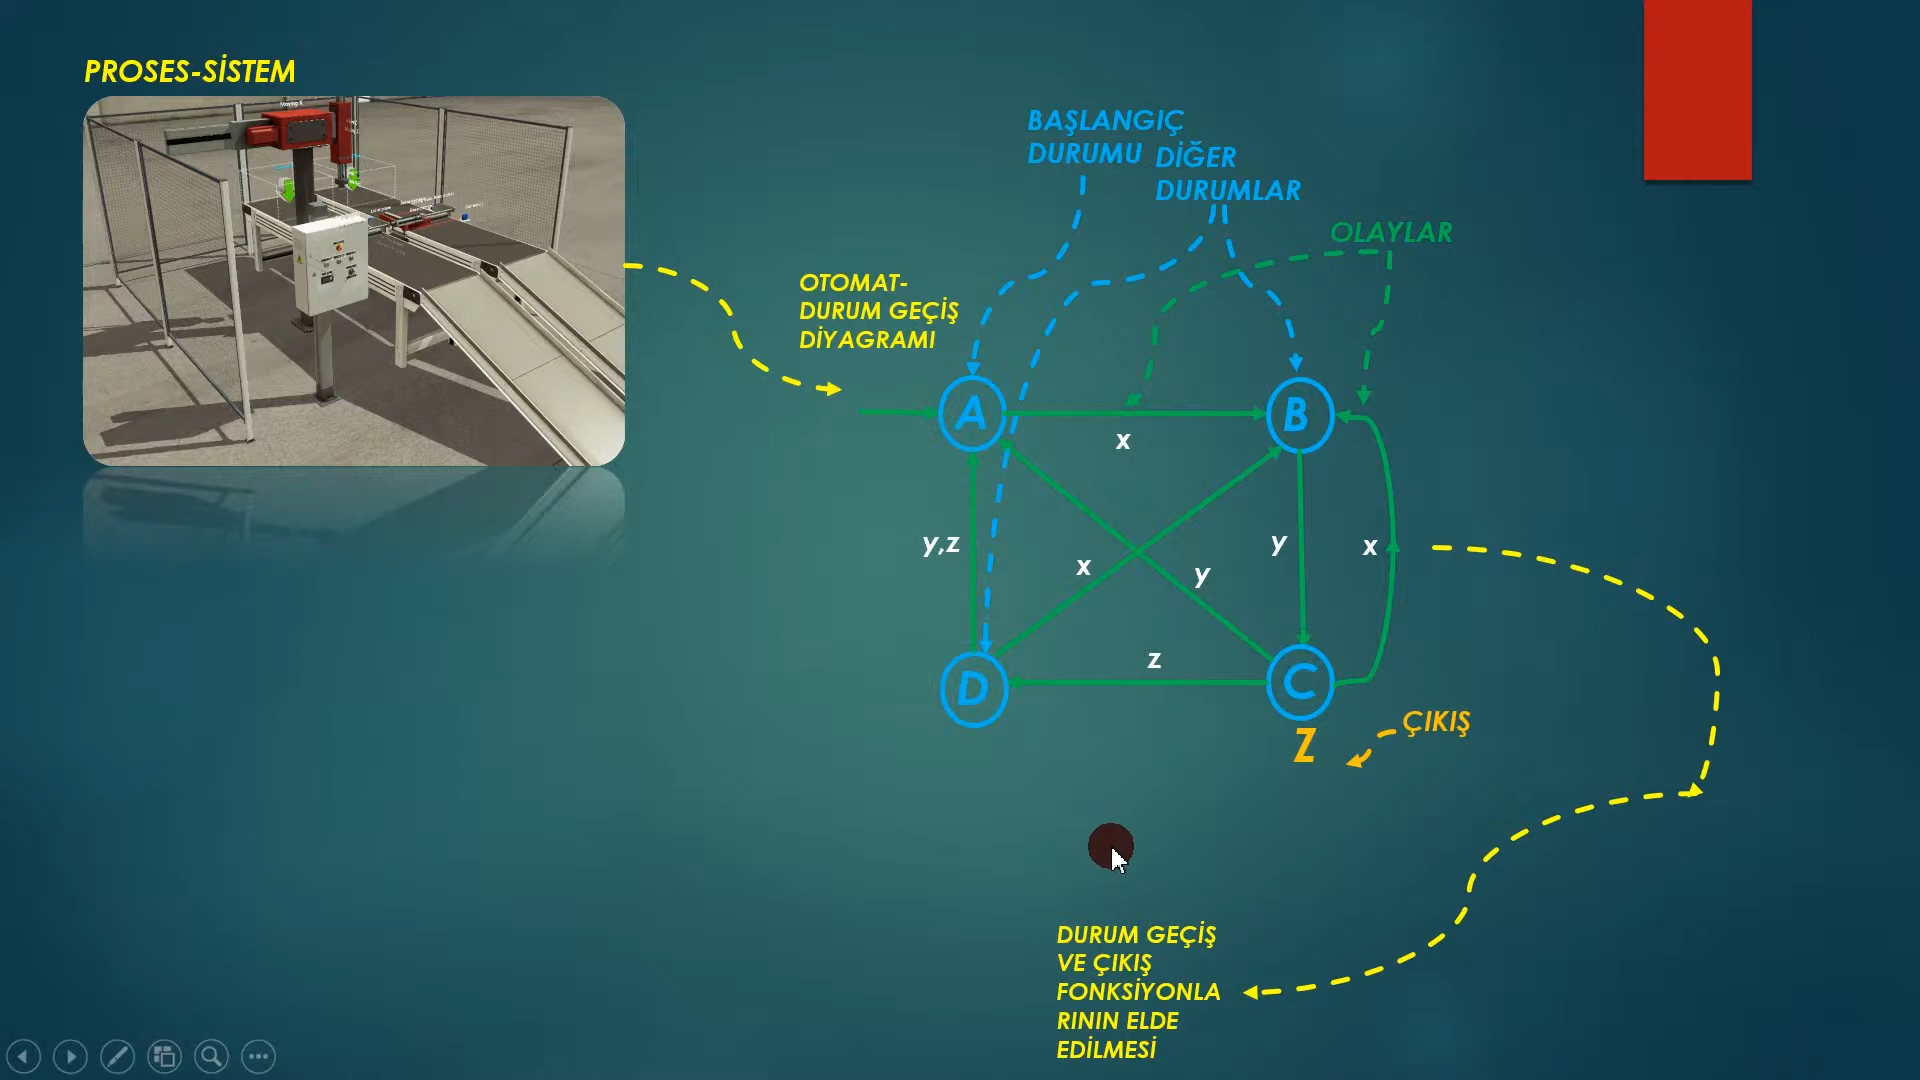 PROSES-SİSTEM
BAŞLANGIÇ
DURUMU
DİĞER
DURUMLAR
OLAYLAR
OTOMAT-
DURUM GEÇİŞ
DİYAGRAMI
A
B
x
y,z
x
y
y
x
z
D
C
Z
ÇIKIŞ
DURUM GEÇİŞ
VE ÇIKIŞ
FONKSİYONLA
RININ ELDE
EDİLMESİ